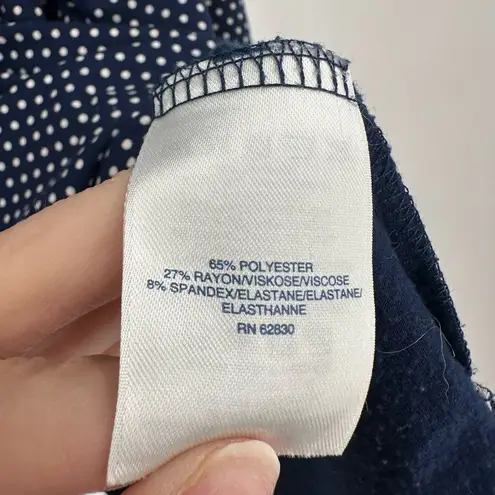 65% POLYESTER
27% RAYON/VISKOSE/VISCOSE
8% SPANDEX/ELASTANE/ELASTANE/
ELASTHANNE
RN 62830